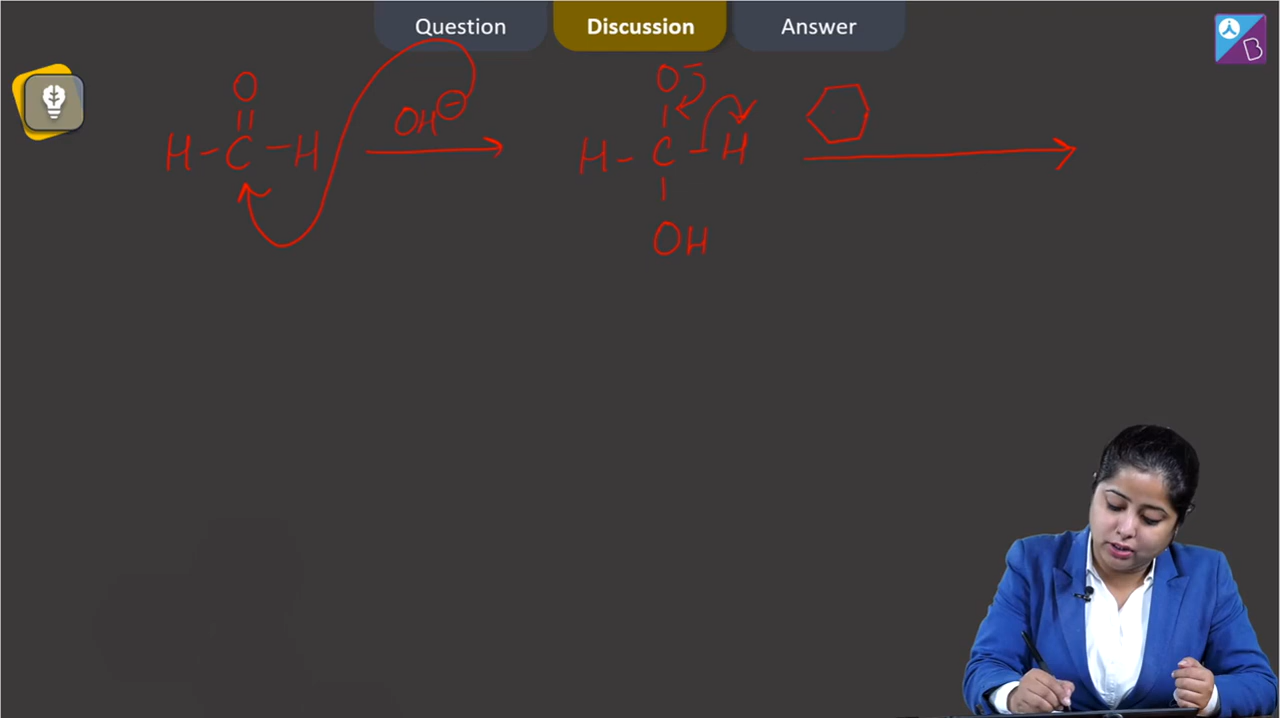 Question
Discussion
Answer
O
||
H-C-H
OH⊖
O-
|
H-C-H
|
OH
B